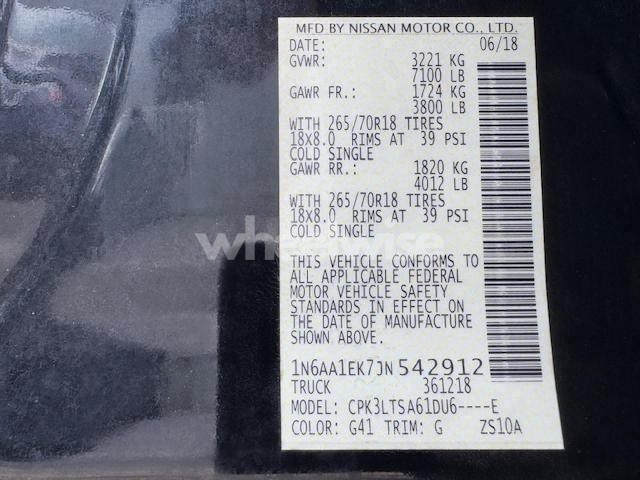 MFD BY NISSAN MOTOR CO., LTD.
DATE: 06/18
GVWR: 3221 KG
7100 LB
GAWR FR.: 1724 KG
3800 LB
WITH 265/70R18 TIRES
18X8.0 RIMS AT 39 PSI
COLD SINGLE
GAWR RR.: 1820 KG
4012 LB
WITH 265/70R18 TIRES
18X8.0 RIMS AT 39 PSI
COLD SINGLE
wheelwise
THIS VEHICLE CONFORMS TO
ALL APPLICABLE FEDERAL
MOTOR VEHICLE SAFETY
STANDARDS IN EFFECT ON
THE DATE OF MANUFACTURE
SHOWN ABOVE.
1N6AA1EK7JN542912
TRUCK 361218
MODEL: CPK3LTSA61DU6----E
COLOR: G41 TRIM: G ZS10A